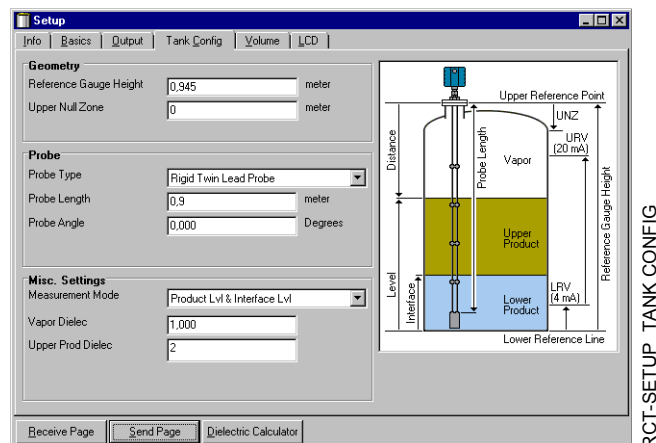 Setup
Info Basics Output Tank Config Volume LCD
Geometry
Reference Gauge Height 0,945 meter
Upper Null Zone 0 meter
Probe
Probe Type Rigid Twin Lead Probe
Probe Length 0,9 meter
Probe Angle 0,000 Degrees
Misc. Settings
Measurement Mode Product Lvl & Interface Lvl
Vapor Dielec 1,000
Upper Prod Dielec 2
Upper Reference Point
UNZ
URV
(20 mA)
Distance
Probe Length
Vapor
Reference Gauge Height
Upper
Product
Level
Interface
LRV
(4 mA)
Lower
Product
Lower Reference Line
Receive Page Send Page Dielectric Calculator
RCT-SETUP TANK CONFIG